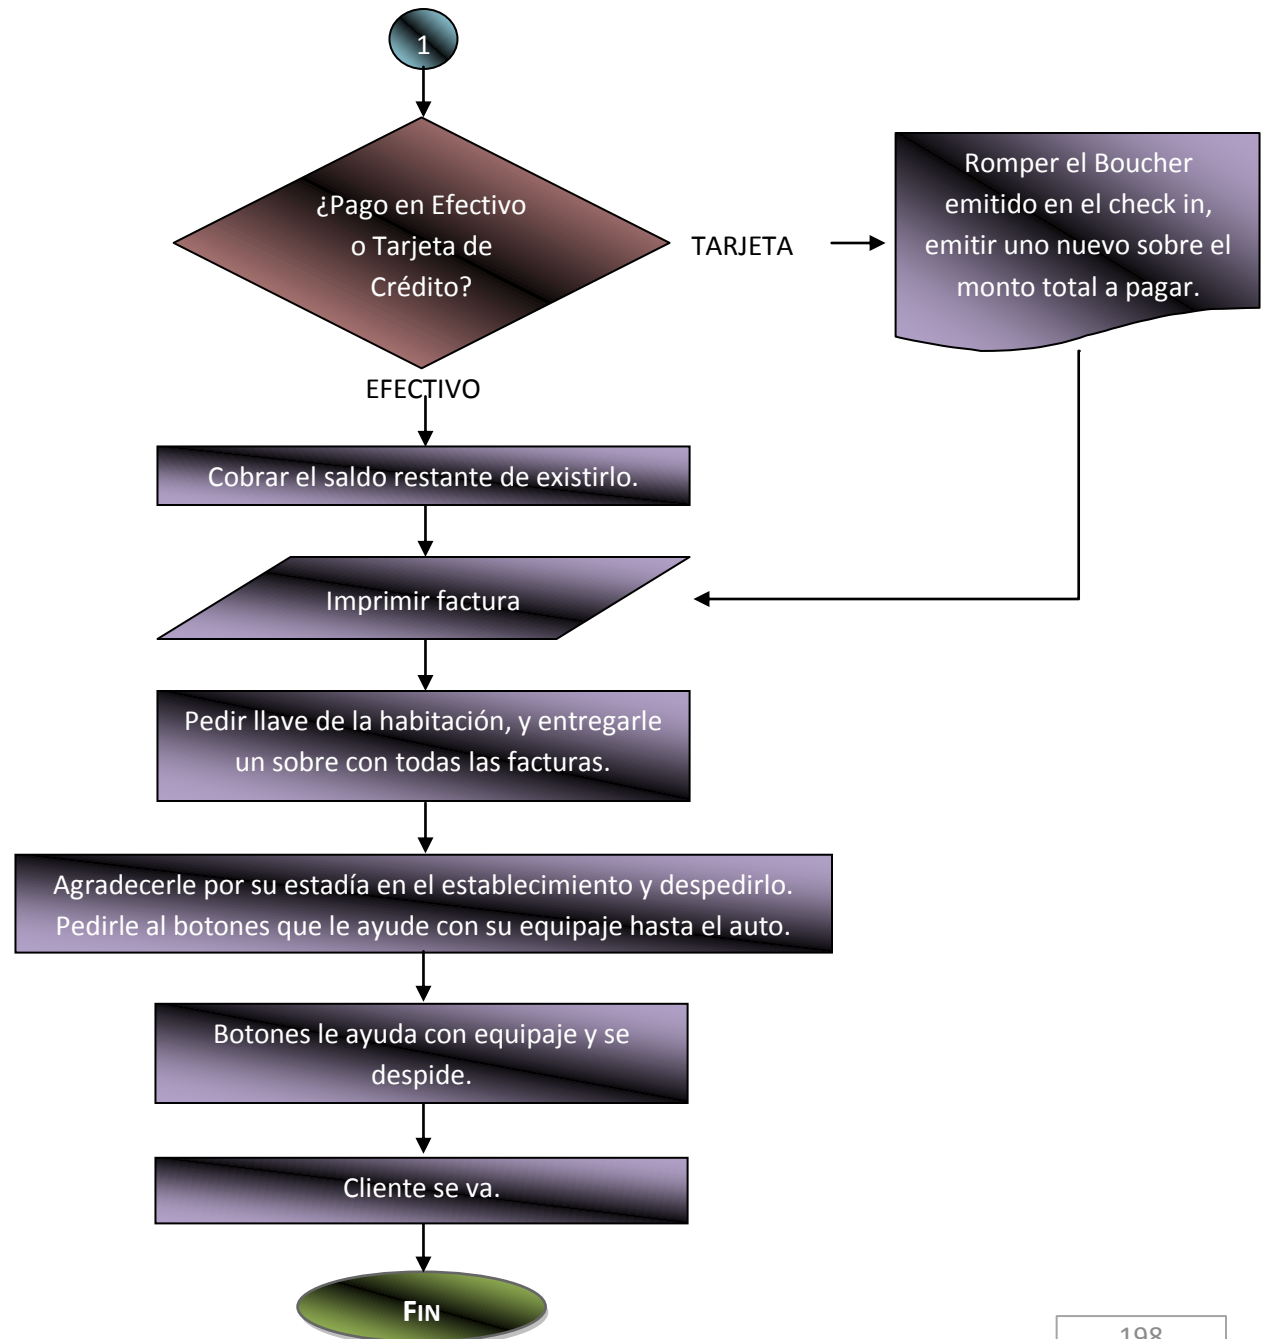 1
¿Pago en Efectivo
o Tarjeta de
Crédito?
TARJETA
Romper el Boucher
emitido en el check in,
emitir uno nuevo sobre el
monto total a pagar.
EFECTIVO
Cobrar el saldo restante de existirlo.
Imprimir factura
Pedir llave de la habitación, y entregarle
un sobre con todas las facturas.
Agradecerle por su estadía en el establecimiento y despedirlo.
Pedirle al botones que le ayude con su equipaje hasta el auto.
Botones le ayuda con equipaje y se
despide.
Cliente se va.
FIN
198